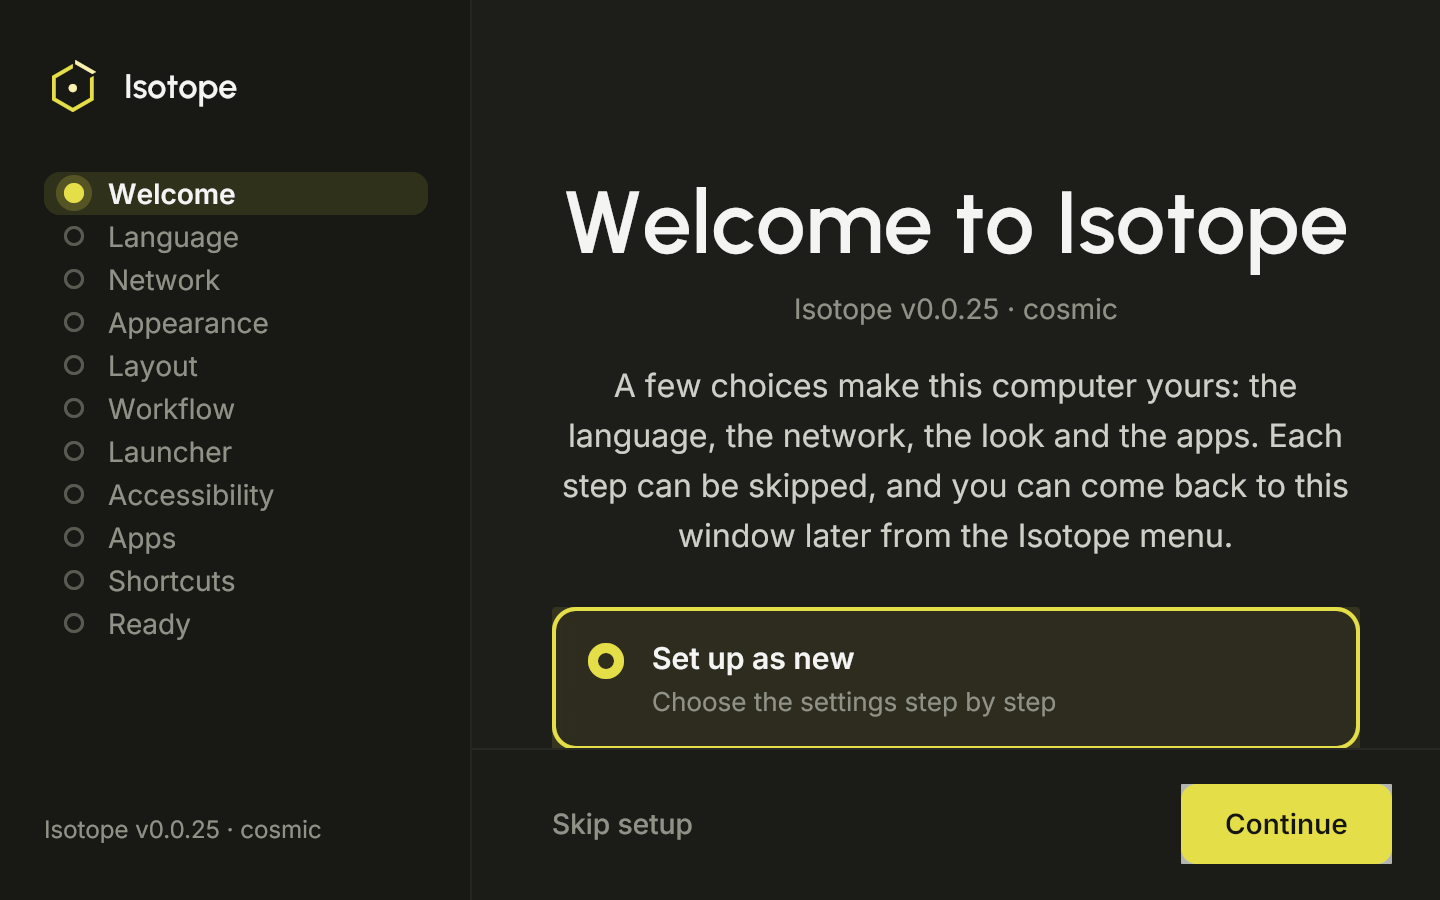 Isotope
Welcome
Language
Network
Appearance
Layout
Workflow
Launcher
Accessibility
Apps
Shortcuts
Ready
Isotope v0.0.25 · cosmic
Welcome to Isotope
Isotope v0.0.25 · cosmic
A few choices make this computer yours: the
language, the network, the look and the apps. Each
step can be skipped, and you can come back to this
window later from the Isotope menu.
Set up as new
Choose the settings step by step
Skip setup
Continue